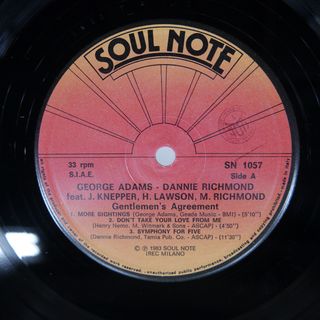 SOUL NOTE
33 rpm
S.I.A.E.
SN 1057
Side A
GEORGE ADAMS - DANNIE RICHMOND
feat. J. KNEPPER, H. LAWSON, M. RICHMOND
Gentlemen's Agreement
1. MORE SIGHTINGS (George Adams, Geade Music - BMI) - (5'10")
2. DON'T TAKE YOUR LOVE FROM ME
(Henry Nemo, M. Witmark & Sons - ASCAP) - (4'50")
3. SYMPHONY FOR FIVE
(Dannie Richmond, Tamia Pub. Co. - ASCAP) - (11'30")
℗ 1983 SOUL NOTE
IREC MILANO